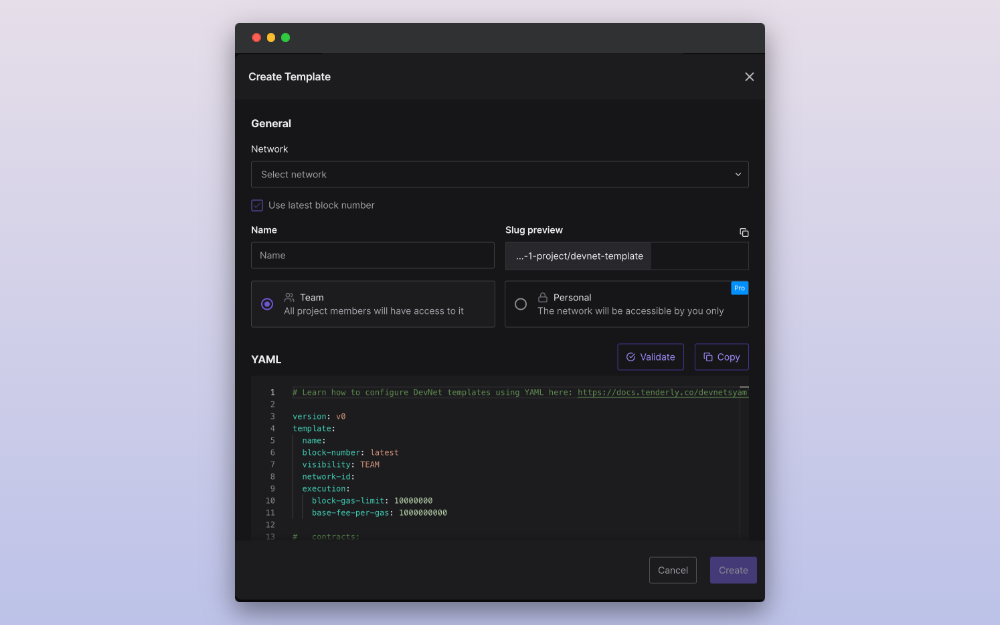 Create Template
General
Network
Select network
Use latest block number
Name
Slug preview
Name
...-1-project/devnet-template
Team
All project members will have access to it
Personal
Pro
The network will be accessible by you only
YAML
Validate
Copy
1 # Learn how to configure DevNet templates using YAML here: https://docs.tenderly.co/devnetsyam
2
3 version: v0
4 template:
5 name:
6 block-number: latest
7 visibility: TEAM
8 network-id:
9 execution:
10 block-gas-limit: 10000000
11 base-fee-per-gas: 1000000000
12
13 # contracts:
Cancel
Create